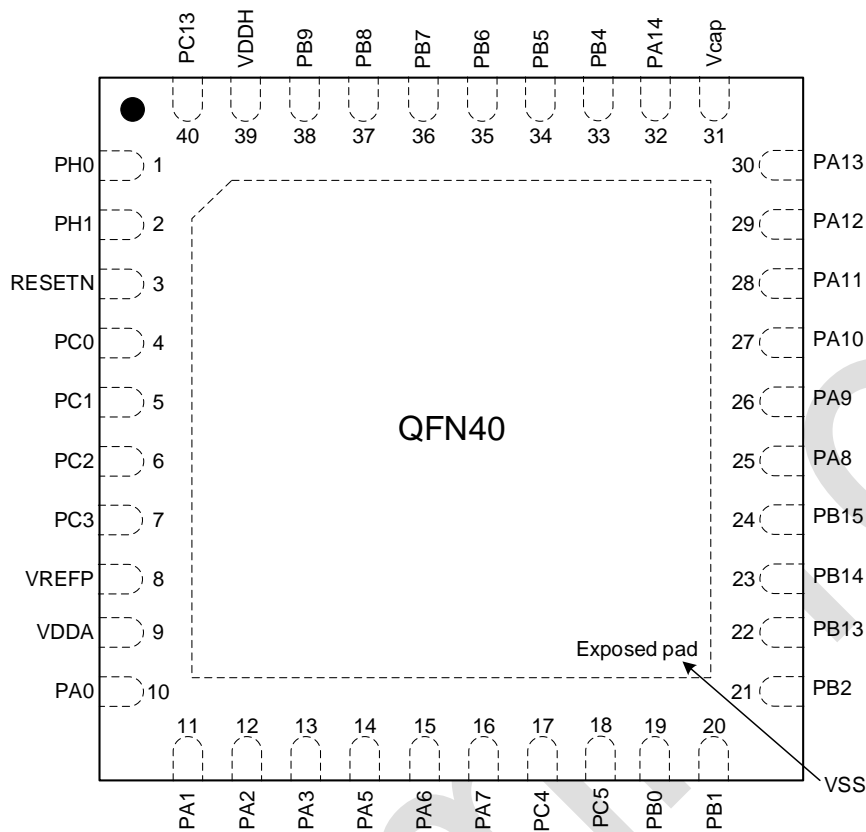 PC13 VDDH PB9 PB8 PB7 PB6 PB5 PB4 PA14 Vcap
40 39 38 37 36 35 34 33 32 31
PH0 1 30 PA13
PH1 2 29 PA12
RESETN 3 28 PA11
PC0 4 27 PA10
PC1 5 26 PA9
QFN40
PC2 6 25 PA8
PC3 7 24 PB15
VREFP 8 23 PB14
VDDA 9 22 PB13
Exposed pad
PA0 10 21 PB2
11 12 13 14 15 16 17 18 19 20
VSS
PA1 PA2 PA3 PA5 PA6 PA7 PC4 PC5 PB0 PB1